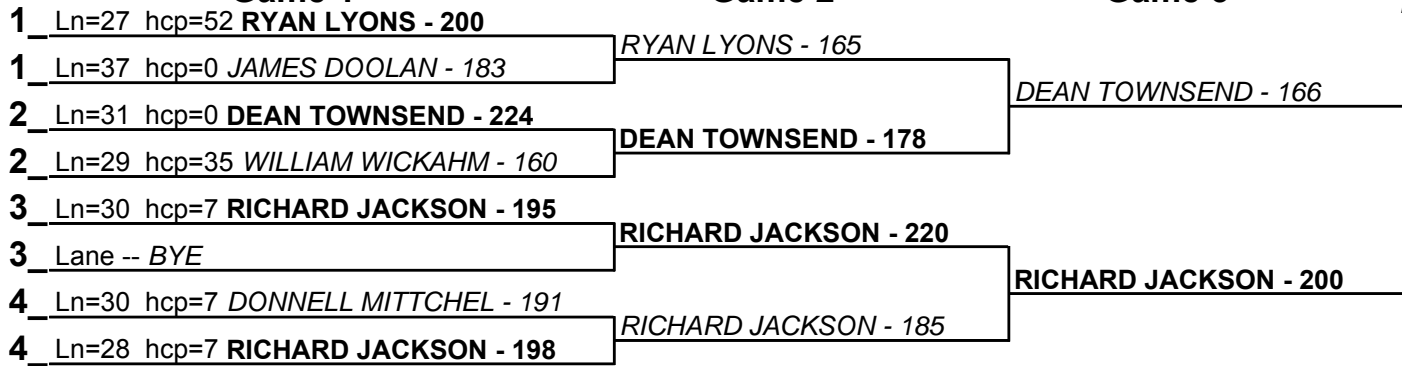 1_ Ln=27 hcp=52 RYAN LYONS - 200
RYAN LYONS - 165
1_ Ln=37 hcp=0 JAMES DOOLAN - 183
DEAN TOWNSEND - 166
2_ Ln=31 hcp=0 DEAN TOWNSEND - 224
DEAN TOWNSEND - 178
2_ Ln=29 hcp=35 WILLIAM WICKAHM - 160
3_ Ln=30 hcp=7 RICHARD JACKSON - 195
RICHARD JACKSON - 220
3_ Lane -- BYE
RICHARD JACKSON - 200
4_ Ln=30 hcp=7 DONNELL MITTCHEL - 191
RICHARD JACKSON - 185
4_ Ln=28 hcp=7 RICHARD JACKSON - 198